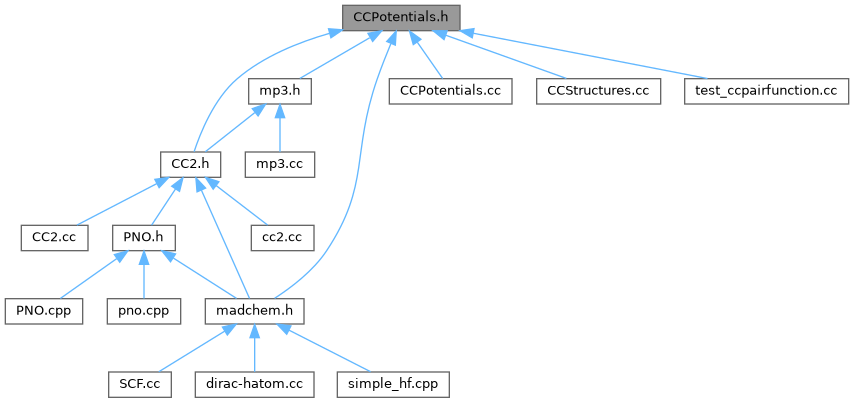 CCPotentials.h
mp3.h
CCPotentials.cc
CCStructures.cc
test_ccpairfunction.cc
CC2.h
mp3.cc
CC2.cc
PNO.h
cc2.cc
PNO.cpp
pno.cpp
madchem.h
SCF.cc
dirac-hatom.cc
simple_hf.cpp